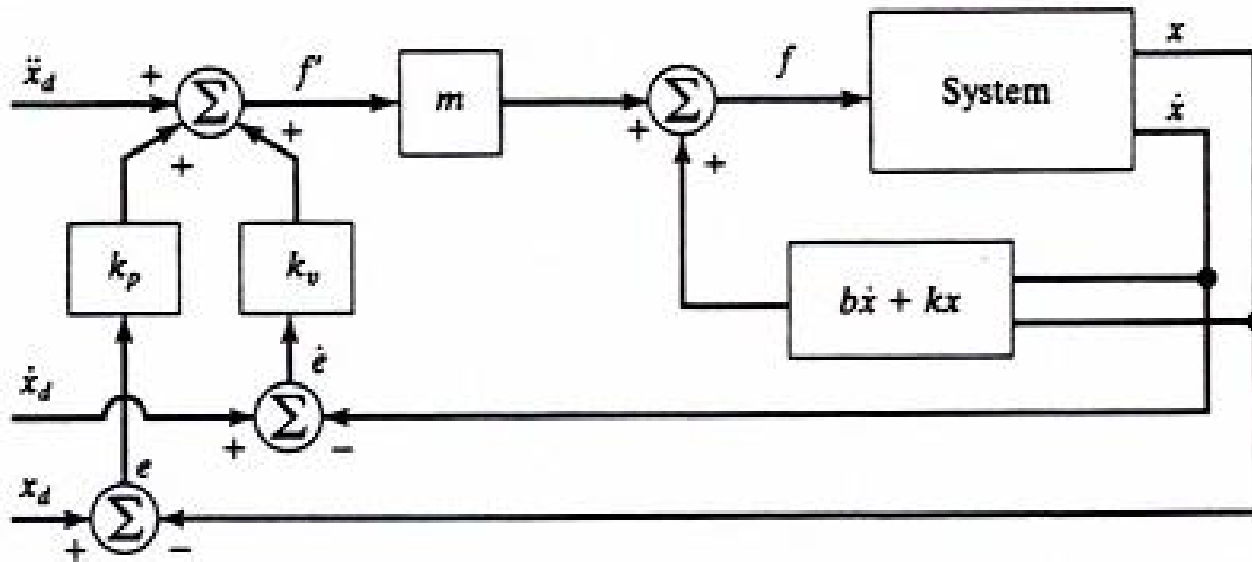 ẍ_d
+
Σ
f'
m
Σ
f
System
x
ẋ
+
+
+
+
k_p
k_v
bẋ + kx
ẋ_d
ė
Σ
+
−
x_d
e
Σ
+
−